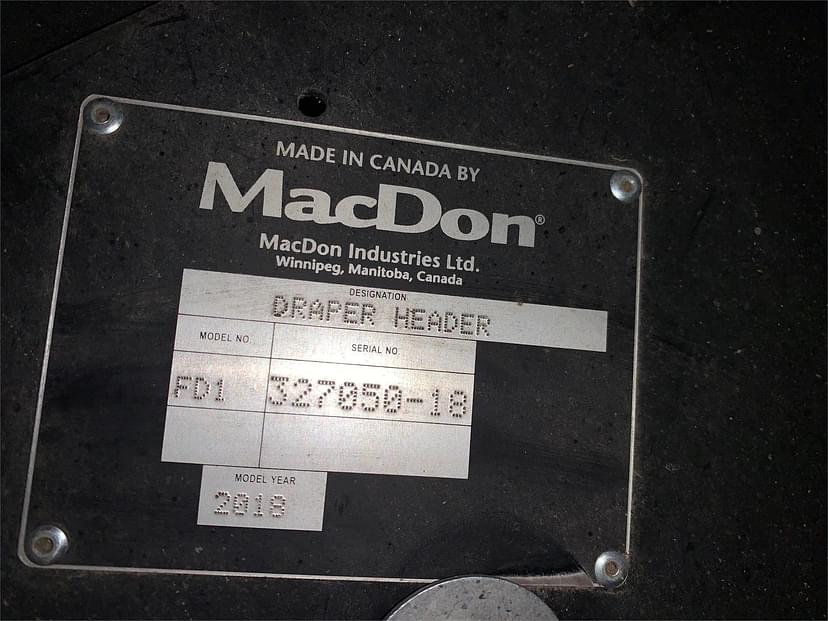 MADE IN CANADA BY
MacDon®
MacDon Industries Ltd.
Winnipeg, Manitoba, Canada
DESIGNATION
DRAPER HEADER
MODEL NO. SERIAL NO.
FD1 327050-18
MODEL YEAR
2018